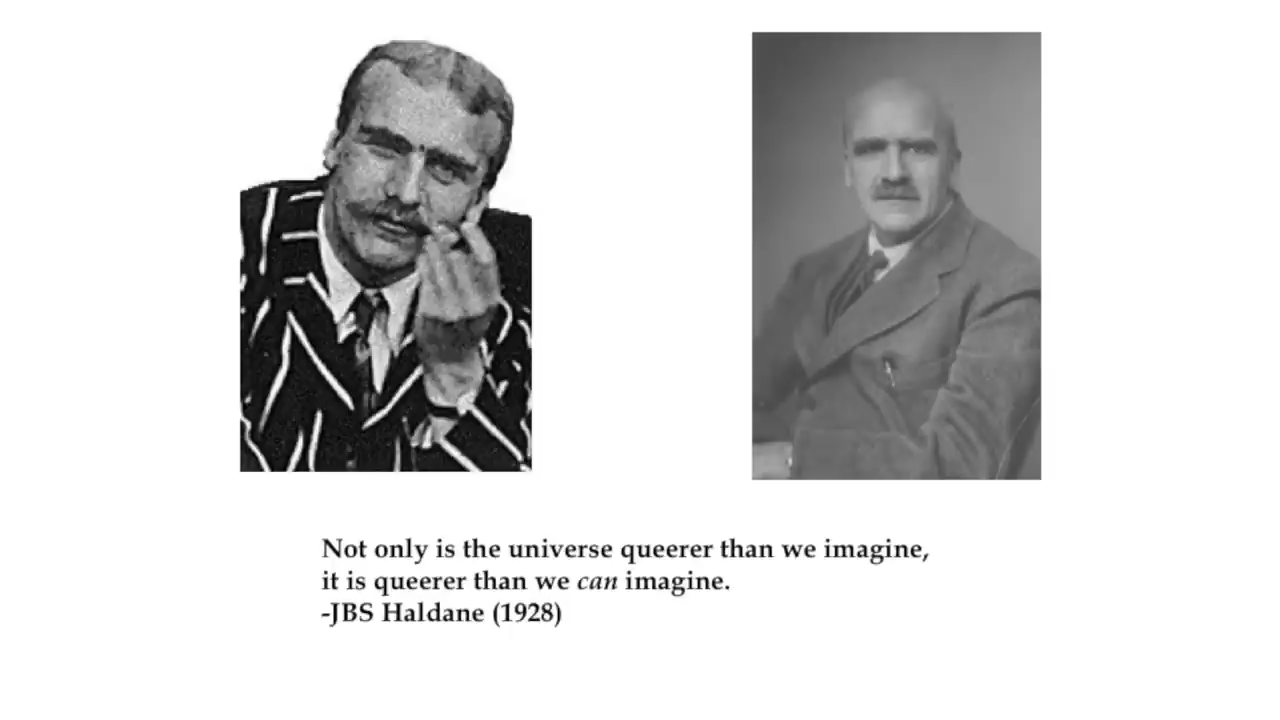 Not only is the universe queerer than we imagine,
it is queerer than we can imagine.
-JBS Haldane (1928)